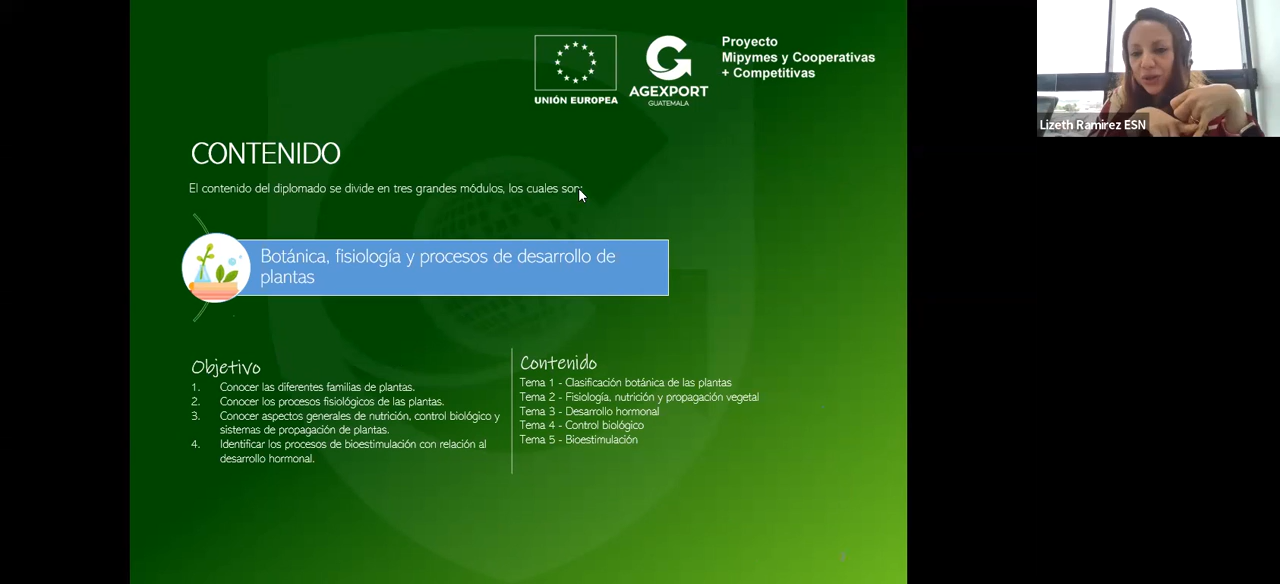 Proyecto
Mipymes y Cooperativas
+ Competitivas
UNIÓN EUROPEA
AGEXPORT
GUATEMALA
Lizeth Ramirez ESN
CONTENIDO
El contenido del diplomado se divide en tres grandes módulos, los cuales son:
Botánica, fisiología y procesos de desarrollo de
plantas
Objetivo
1. Conocer las diferentes familias de plantas.
2. Conocer los procesos fisiológicos de las plantas.
3. Conocer aspectos generales de nutrición, control biológico y
sistemas de propagación de plantas.
4. Identificar los procesos de bioestimulación con relación al
desarrollo hormonal.
Contenido
Tema 1 - Clasificación botánica de las plantas
Tema 2 - Fisiología, nutrición y propagación vegetal
Tema 3 - Desarrollo hormonal
Tema 4 - Control biológico
Tema 5 - Bioestimulación